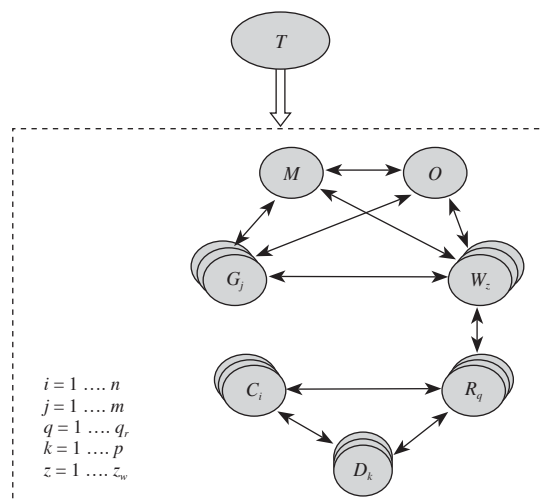 T
M O
G_j W_z
C_i R_q
D_k
i = 1 .... n
j = 1 .... m
q = 1 .... q_r
k = 1 .... p
z = 1 .... z_w